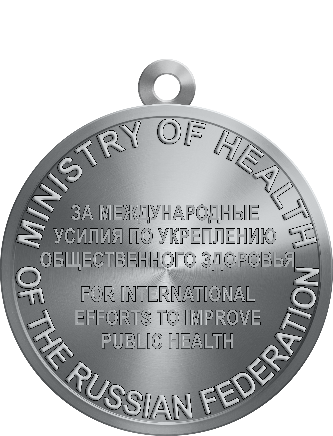 MINISTRY OF HEALTH
ЗА МЕЖДУНАРОДНЫЕ
УСИЛИЯ ПО УКРЕПЛЕНИЮ
ОБЩЕСТВЕННОГО ЗДОРОВЬЯ
FOR INTERNATIONAL
EFFORTS TO IMPROVE
PUBLIC HEALTH
OF THE RUSSIAN FEDERATION